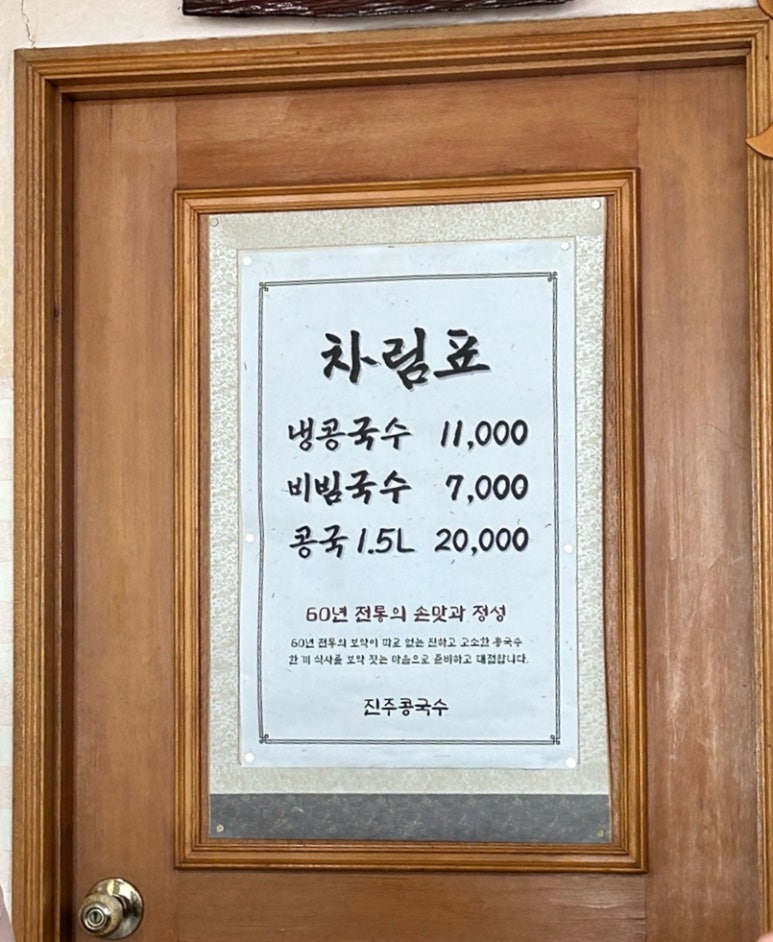 차림표
냉콩국수 11,000
비빔국수 7,000
콩국 1.5L 20,000
60년 전통의 손맛과 정성
60년 전통의 보약이 따로 없는 진하고 고소한 콩국수
한 끼 식사를 보약 짓는 마음으로 준비하고 대접합니다.
진주콩국수